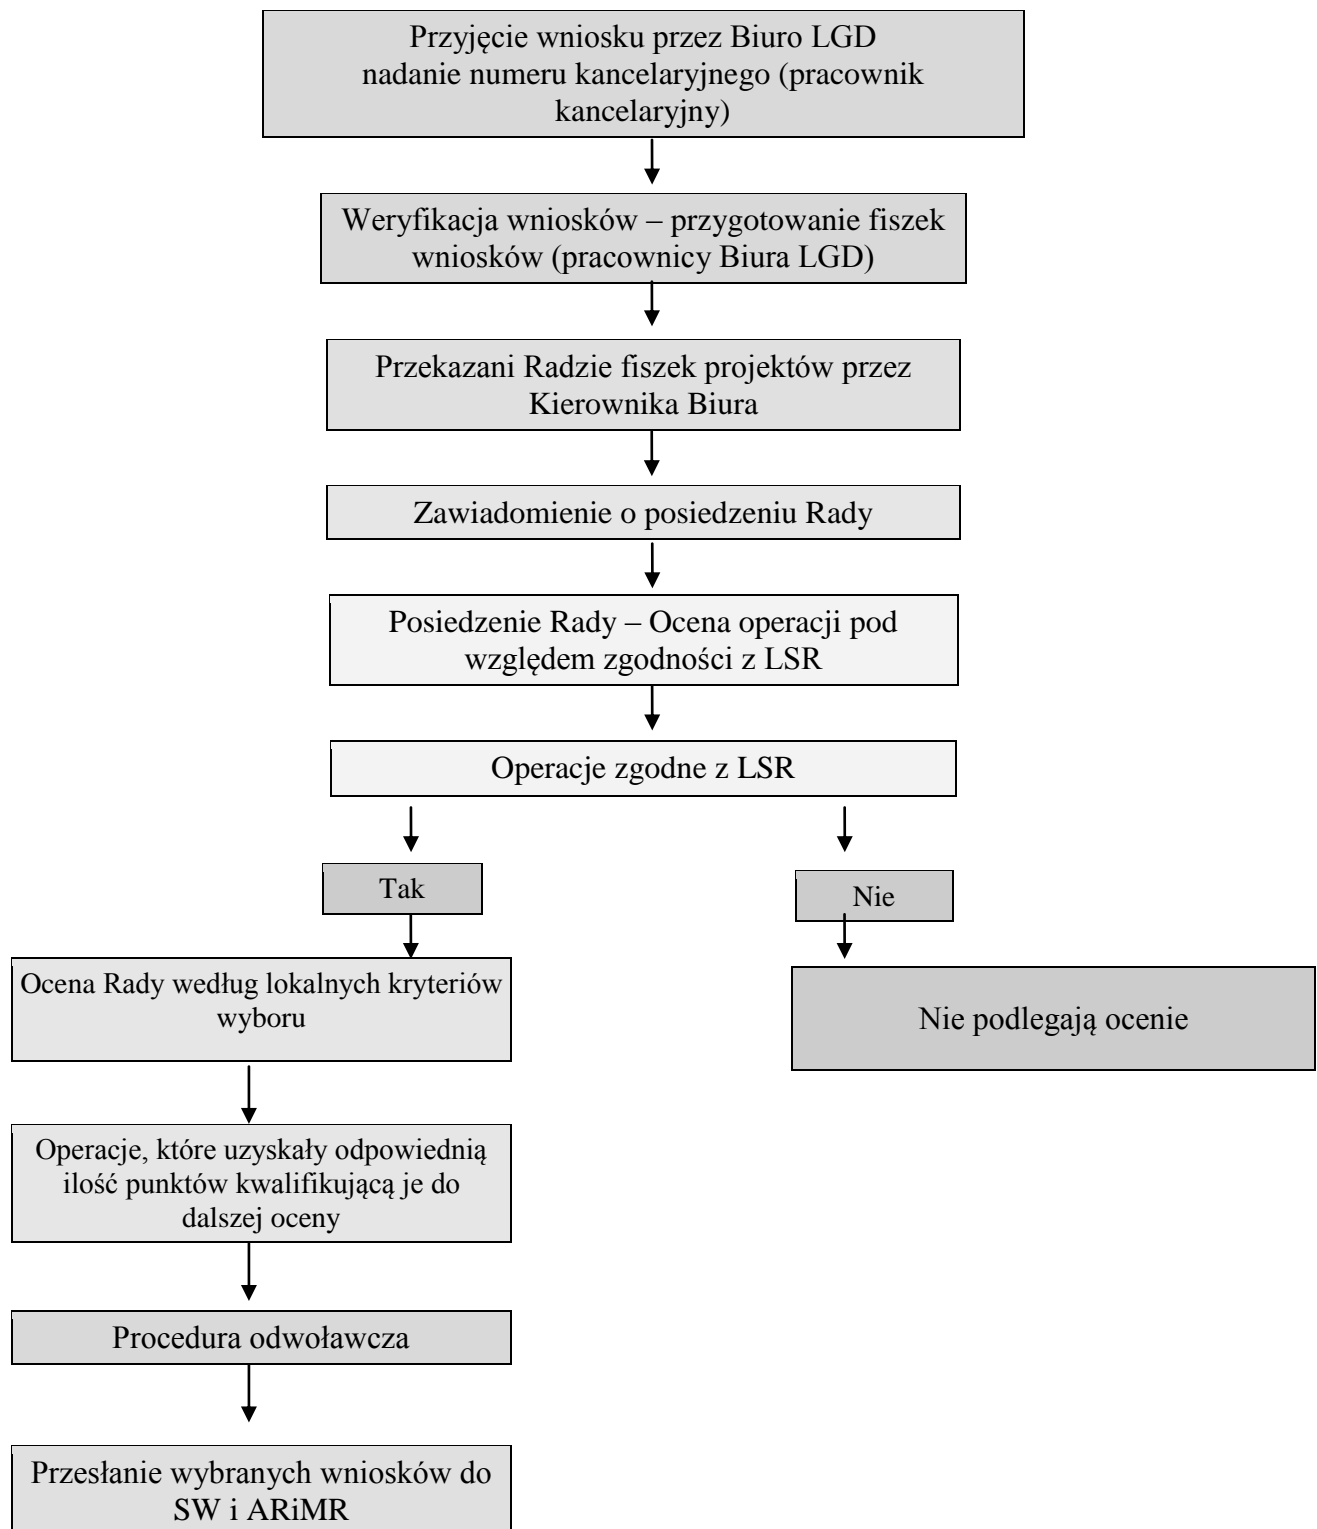 Przyjęcie wniosku przez Biuro LGD
nadanie numeru kancelaryjnego (pracownik
kancelaryjny)
Weryfikacja wniosków – przygotowanie fiszek
wniosków (pracownicy Biura LGD)
Przekazani Radzie fiszek projektów przez
Kierownika Biura
Zawiadomienie o posiedzeniu Rady
Posiedzenie Rady – Ocena operacji pod
względem zgodności z LSR
Operacje zgodne z LSR
Tak
Nie
Ocena Rady według lokalnych kryteriów
wyboru
Nie podlegają ocenie
Operacje, które uzyskały odpowiednią
ilość punktów kwalifikującą je do
dalszej oceny
Procedura odwoławcza
Przesłanie wybranych wniosków do
SW i ARiMR